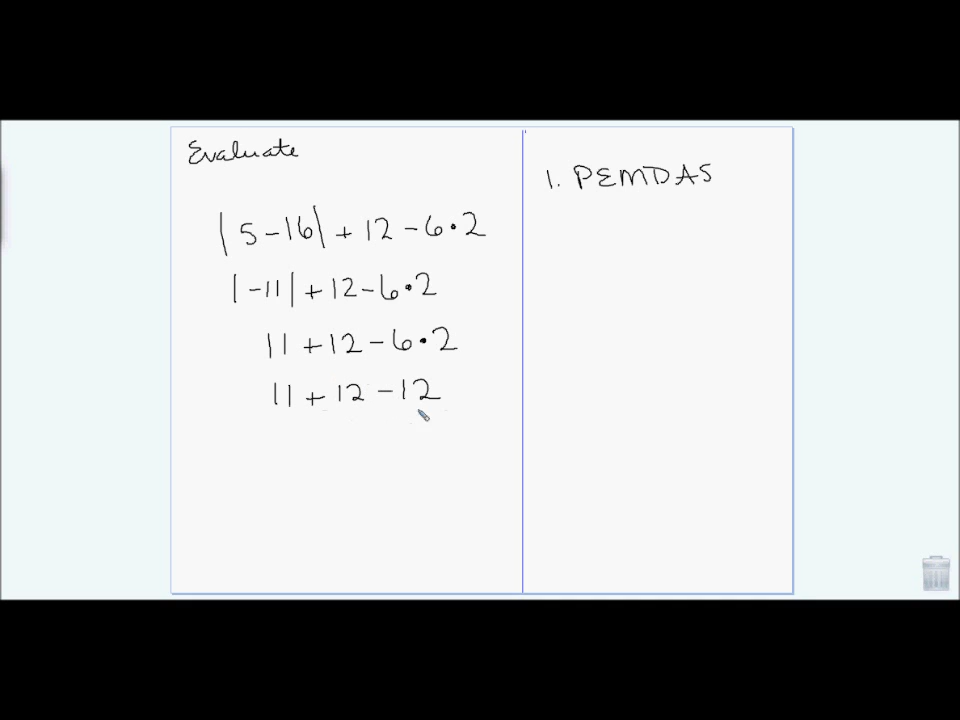 Evaluate
|5-16| + 12 - 6•2
|-11| + 12 - 6•2
11 + 12 - 6•2
11 + 12 - 12
1. PEMDAS